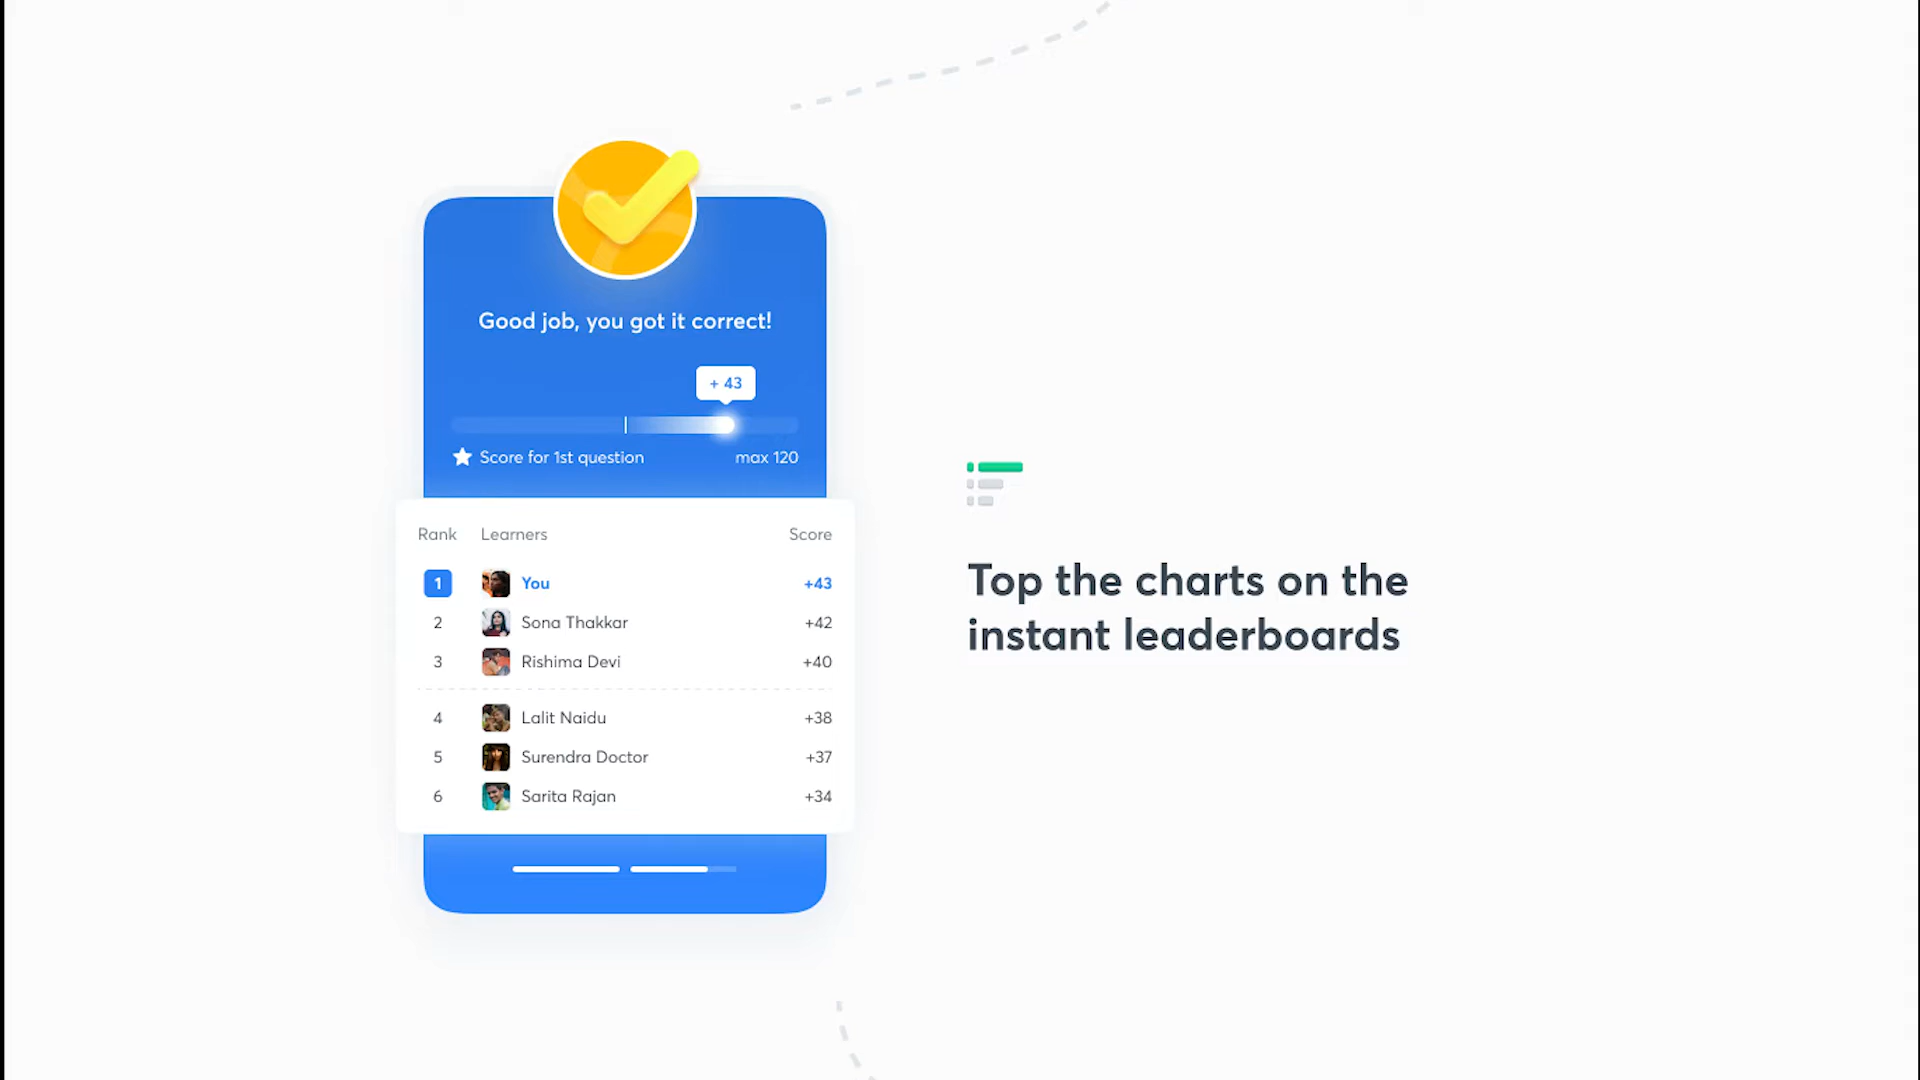 Good job, you got it correct!
+ 43
Score for 1st question max 120
Rank Learners Score
1 You +43
2 Sona Thakkar +42
3 Rishima Devi +40
4 Lalit Naidu +38
5 Surendra Doctor +37
6 Sarita Rajan +34
Top the charts on the
instant leaderboards